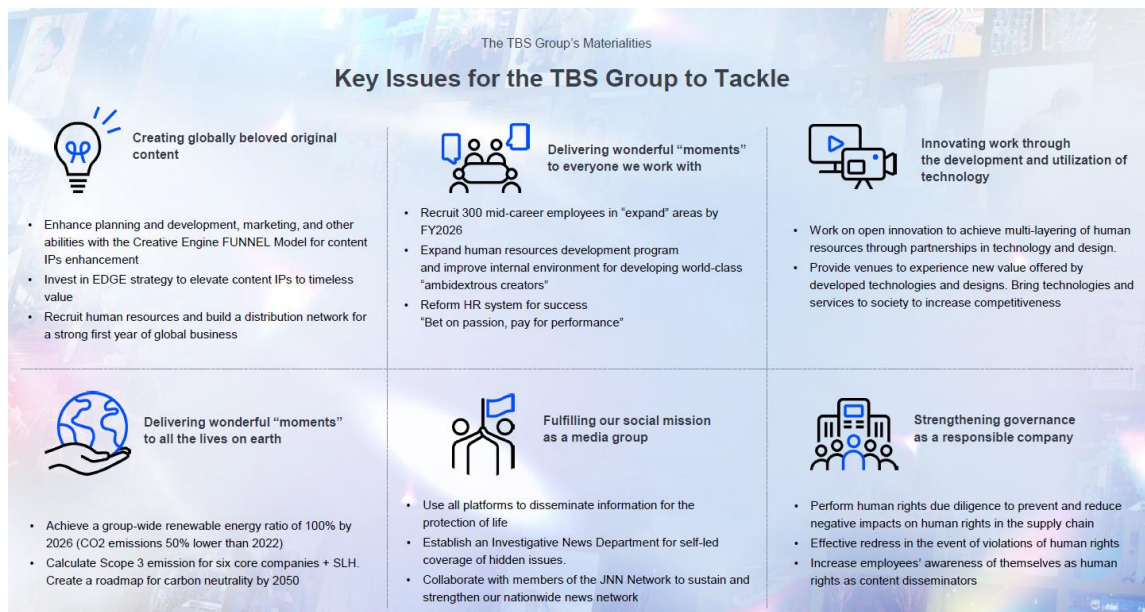 The TBS Group's Materialities
Key Issues for the TBS Group to Tackle
Creating globally beloved original
content
• Enhance planning and development, marketing, and other
abilities with the Creative Engine FUNNEL Model for content
IPs enhancement
• Invest in EDGE strategy to elevate content IPs to timeless
value
• Recruit human resources and build a distribution network for
a strong first year of global business
Delivering wonderful “moments”
to everyone we work with
• Recruit 300 mid-career employees in “expand” areas by
FY2026
• Expand human resources development program
and improve internal environment for developing world-class
“ambidextrous creators”
• Reform HR system for success
“Bet on passion, pay for performance”
Innovating work through
the development and utilization of
technology
• Work on open innovation to achieve multi-layering of human
resources through partnerships in technology and design.
• Provide venues to experience new value offered by
developed technologies and designs. Bring technologies and
services to society to increase competitiveness
Delivering wonderful “moments”
to all the lives on earth
• Achieve a group-wide renewable energy ratio of 100% by
2026 (CO2 emissions 50% lower than 2022)
• Calculate Scope 3 emission for six core companies + SLH.
Create a roadmap for carbon neutrality by 2050
Fulfilling our social mission
as a media group
• Use all platforms to disseminate information for the
protection of life
• Establish an Investigative News Department for self-led
coverage of hidden issues.
• Collaborate with members of the JNN Network to sustain and
strengthen our nationwide news network
Strengthening governance
as a responsible company
• Perform human rights due diligence to prevent and reduce
negative impacts on human rights in the supply chain
• Effective redress in the event of violations of human rights
• Increase employees' awareness of themselves as human
rights as content disseminators